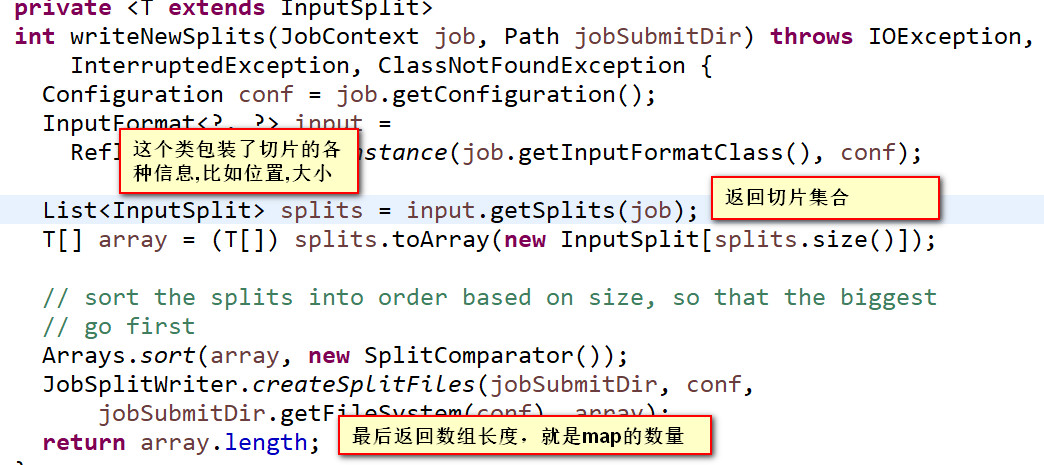 private <T extends InputSplit>
int writeNewSplits(JobContext job, Path jobSubmitDir) throws IOException,
InterruptedException, ClassNotFoundException {
Configuration conf = job.getConfiguration();
InputFormat<?, ?> input =
这个类包装了切片的各
种信息,比如位置,大小
Refl nstance(job.getInputFormatClass(), conf);
返回切片集合
List<InputSplit> splits = input.getSplits(job);
T[] array = (T[]) splits.toArray(new InputSplit[splits.size()]);
// sort the splits into order based on size, so that the biggest
// go first
Arrays.sort(array, new SplitComparator());
JobSplitWriter.createSplitFiles(jobSubmitDir, conf,
jobSubmitDir.getFileSystem(conf), array);
return array.length;
最后返回数组长度，就是map的数量